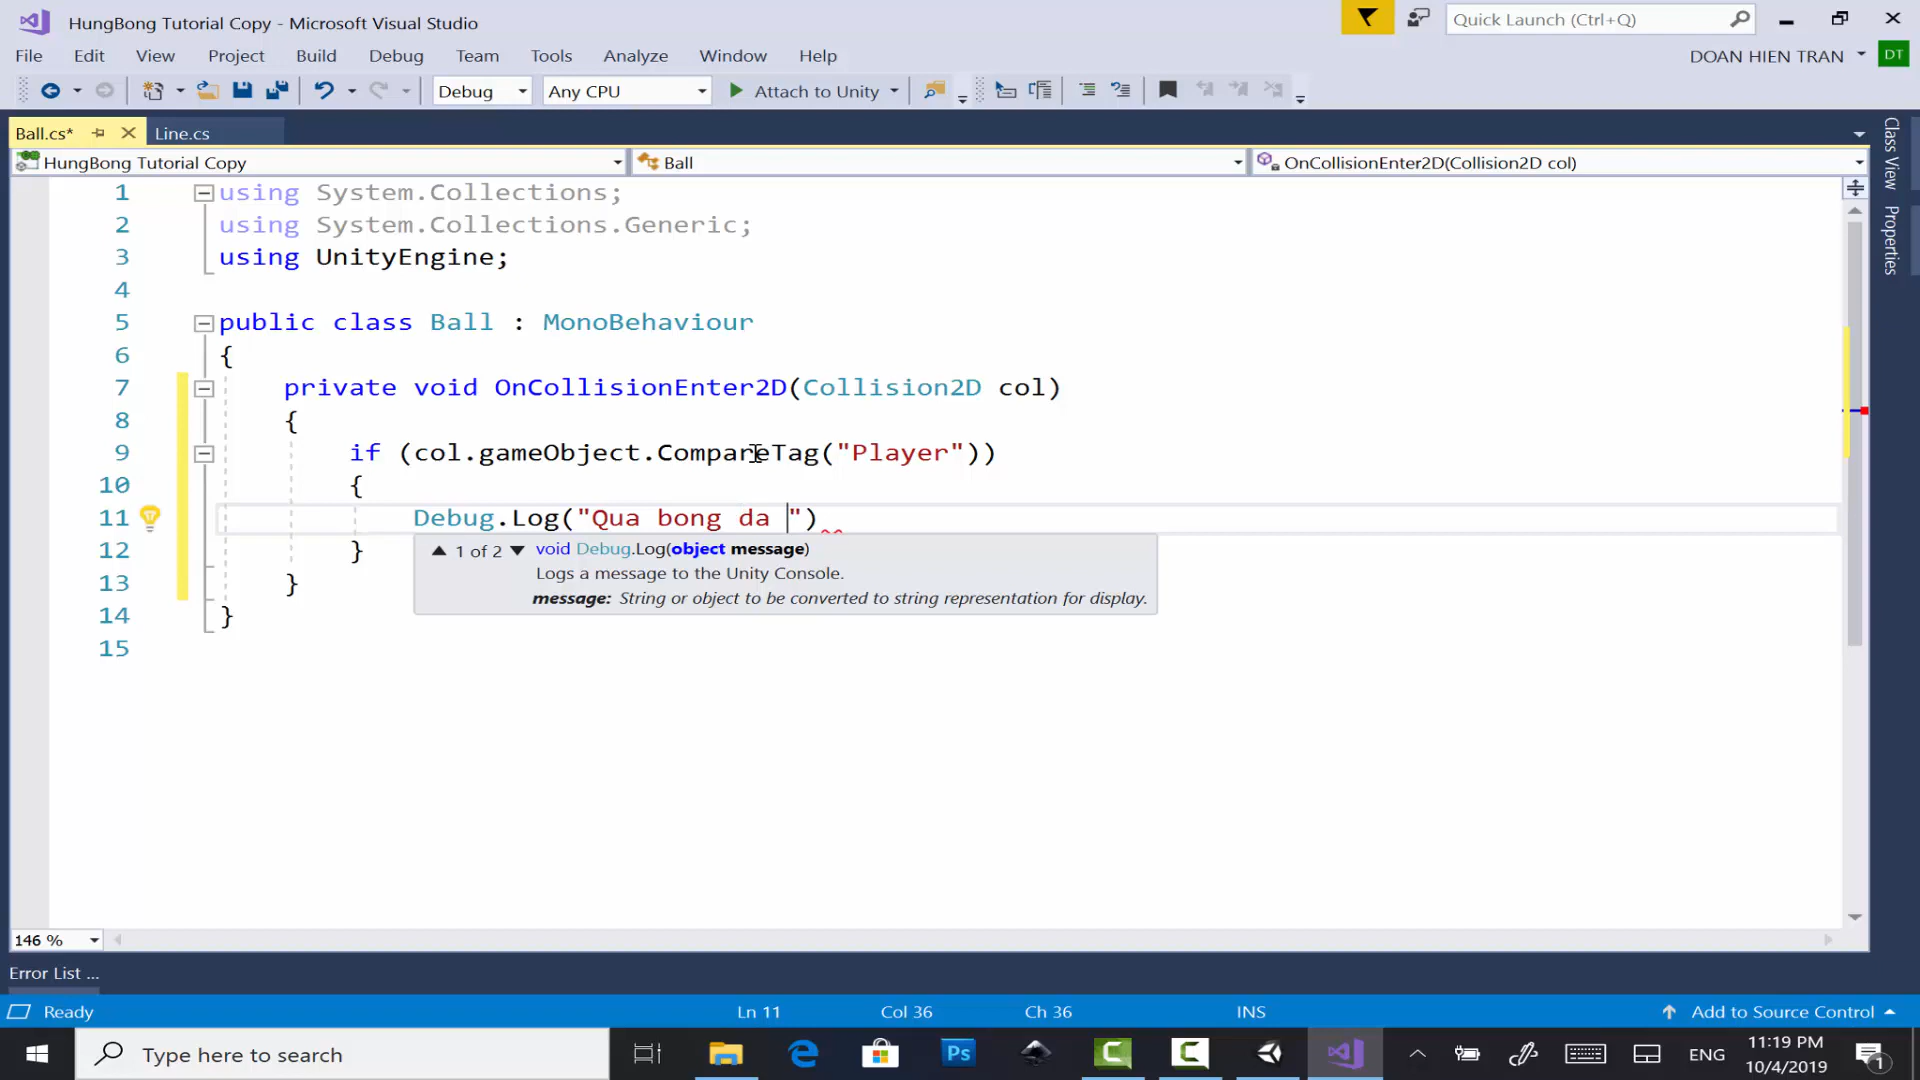 HungBong Tutorial Copy - Microsoft Visual Studio
Quick Launch (Ctrl+Q)
File Edit View Project Build Debug Team Tools Analyze Window Help
DOAN HIEN TRAN DT
Debug Any CPU Attach to Unity
Ball.cs* Line.cs
HungBong Tutorial Copy Ball OnCollisionEnter2D(Collision2D col)
Class View
Properties
1 using System.Collections;
2 using System.Collections.Generic;
3 using UnityEngine;
4
5 public class Ball : MonoBehaviour
6 {
7 private void OnCollisionEnter2D(Collision2D col)
8 {
9 if (col.gameObject.CompareTag("Player"))
10 {
11 Debug.Log("Qua bong da ")
12 }
13 }
14 }
15
1 of 2 void Debug.Log(object message)
Logs a message to the Unity Console.
message: String or object to be converted to string representation for display.
146 %
Error List ...
Ready Ln 11 Col 36 Ch 36 INS Add to Source Control
Type here to search
Ps
ENG
11:19 PM
10/4/2019
1